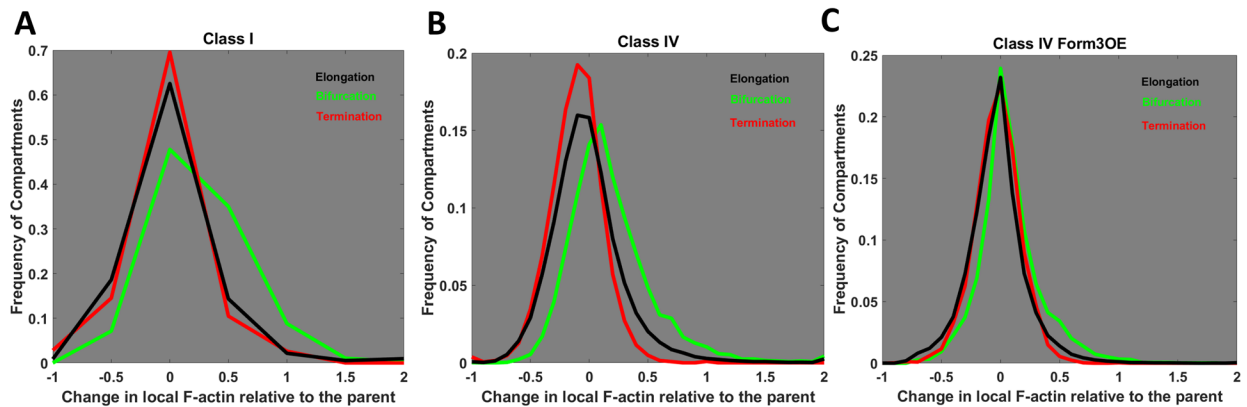 A
Class I
0.7
0.6
0.5
0.4
0.3
0.2
0.1
0
Frequency of Compartments
Elongation
Bifurcation
Termination
-1 -0.5 0 0.5 1 1.5 2
Change in local F-actin relative to the parent
B
Class IV
0.2
0.15
0.1
0.05
0
Frequency of Compartments
Elongation
Bifurcation
Termination
-1 -0.5 0 0.5 1 1.5 2
Change in local F-actin relative to the parent
C
Class IV Form3OE
0.25
0.2
0.15
0.1
0.05
0
Frequency of Compartments
Elongation
Bifurcation
Termination
-1 -0.5 0 0.5 1 1.5 2
Change in local F-actin relative to the parent